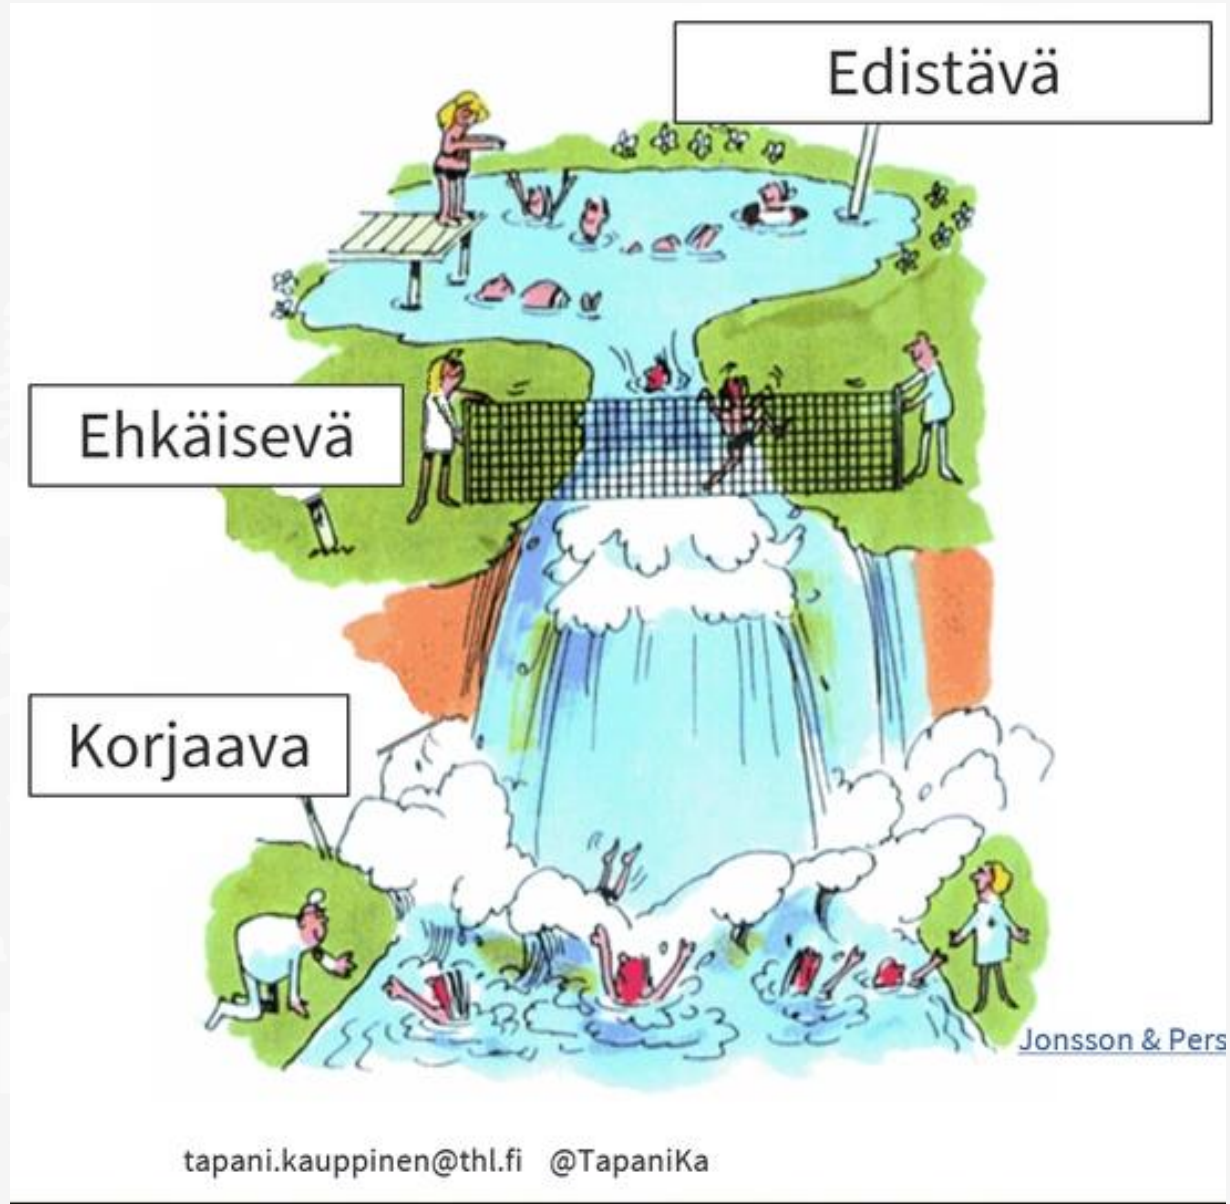 Edistävä
Ehkäisevä
Korjaava
Jonsson & Pers
tapani.kauppinen@thl.fi @TapaniKa